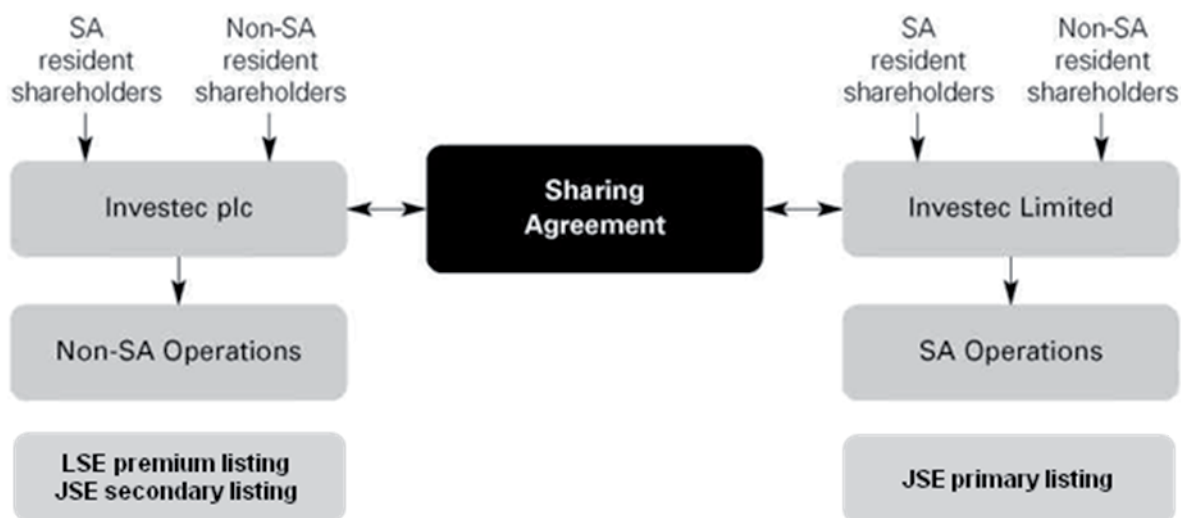 SA
resident
shareholders
Non-SA
resident
shareholders
SA
resident
shareholders
Non-SA
resident
shareholders
Investec plc
Sharing
Agreement
Investec Limited
Non-SA Operations
SA Operations
LSE premium listing
JSE secondary listing
JSE primary listing